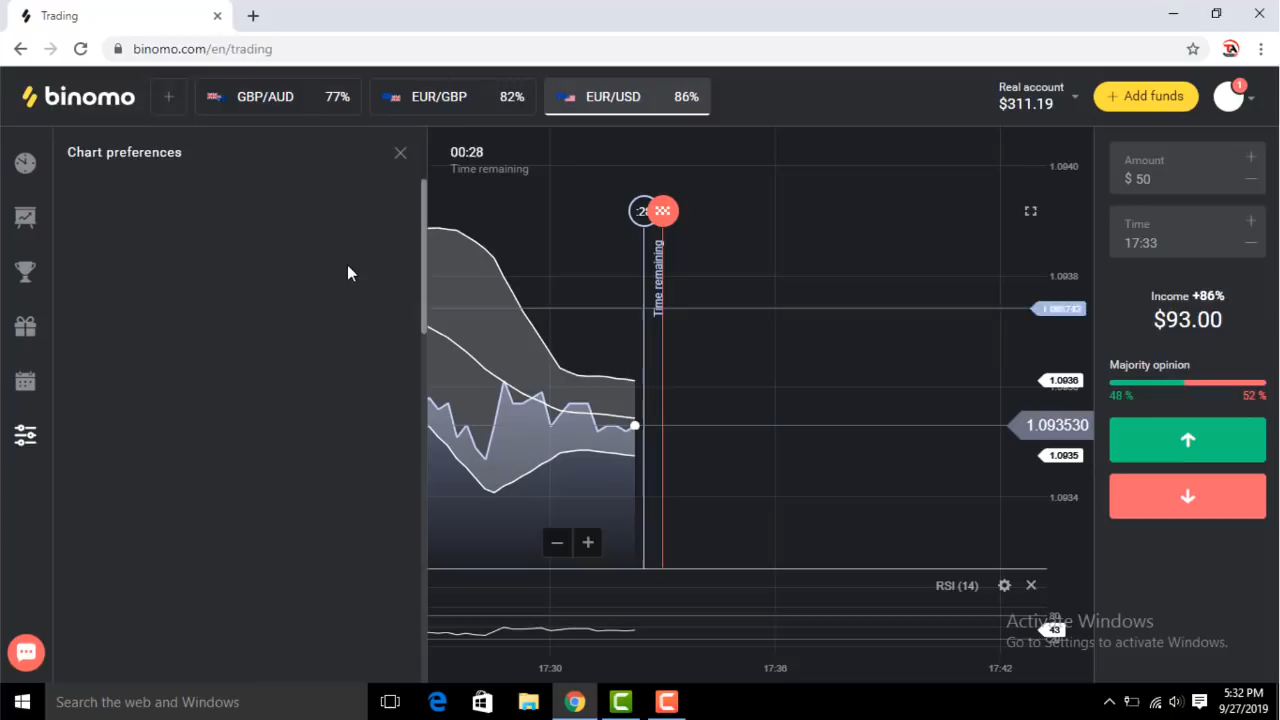 Trading
binomo.com/en/trading
binomo
GBP/AUD 77%
EUR/GBP 82%
EUR/USD 86%
Real account
$311.19
Add funds
1
Chart preferences
00:28
Time remaining
Time remaining
1.0940
1.0938
1.0936
1.093530
1.0935
1.0934
Amount
$ 50
Time
17:33
Income +86%
$93.00
Majority opinion
48 % 52 %
RSI (14)
43
Activate Windows
Go to Settings to activate Windows.
17:30 17:36 17:42
Search the web and Windows
5:32 PM
9/27/2019